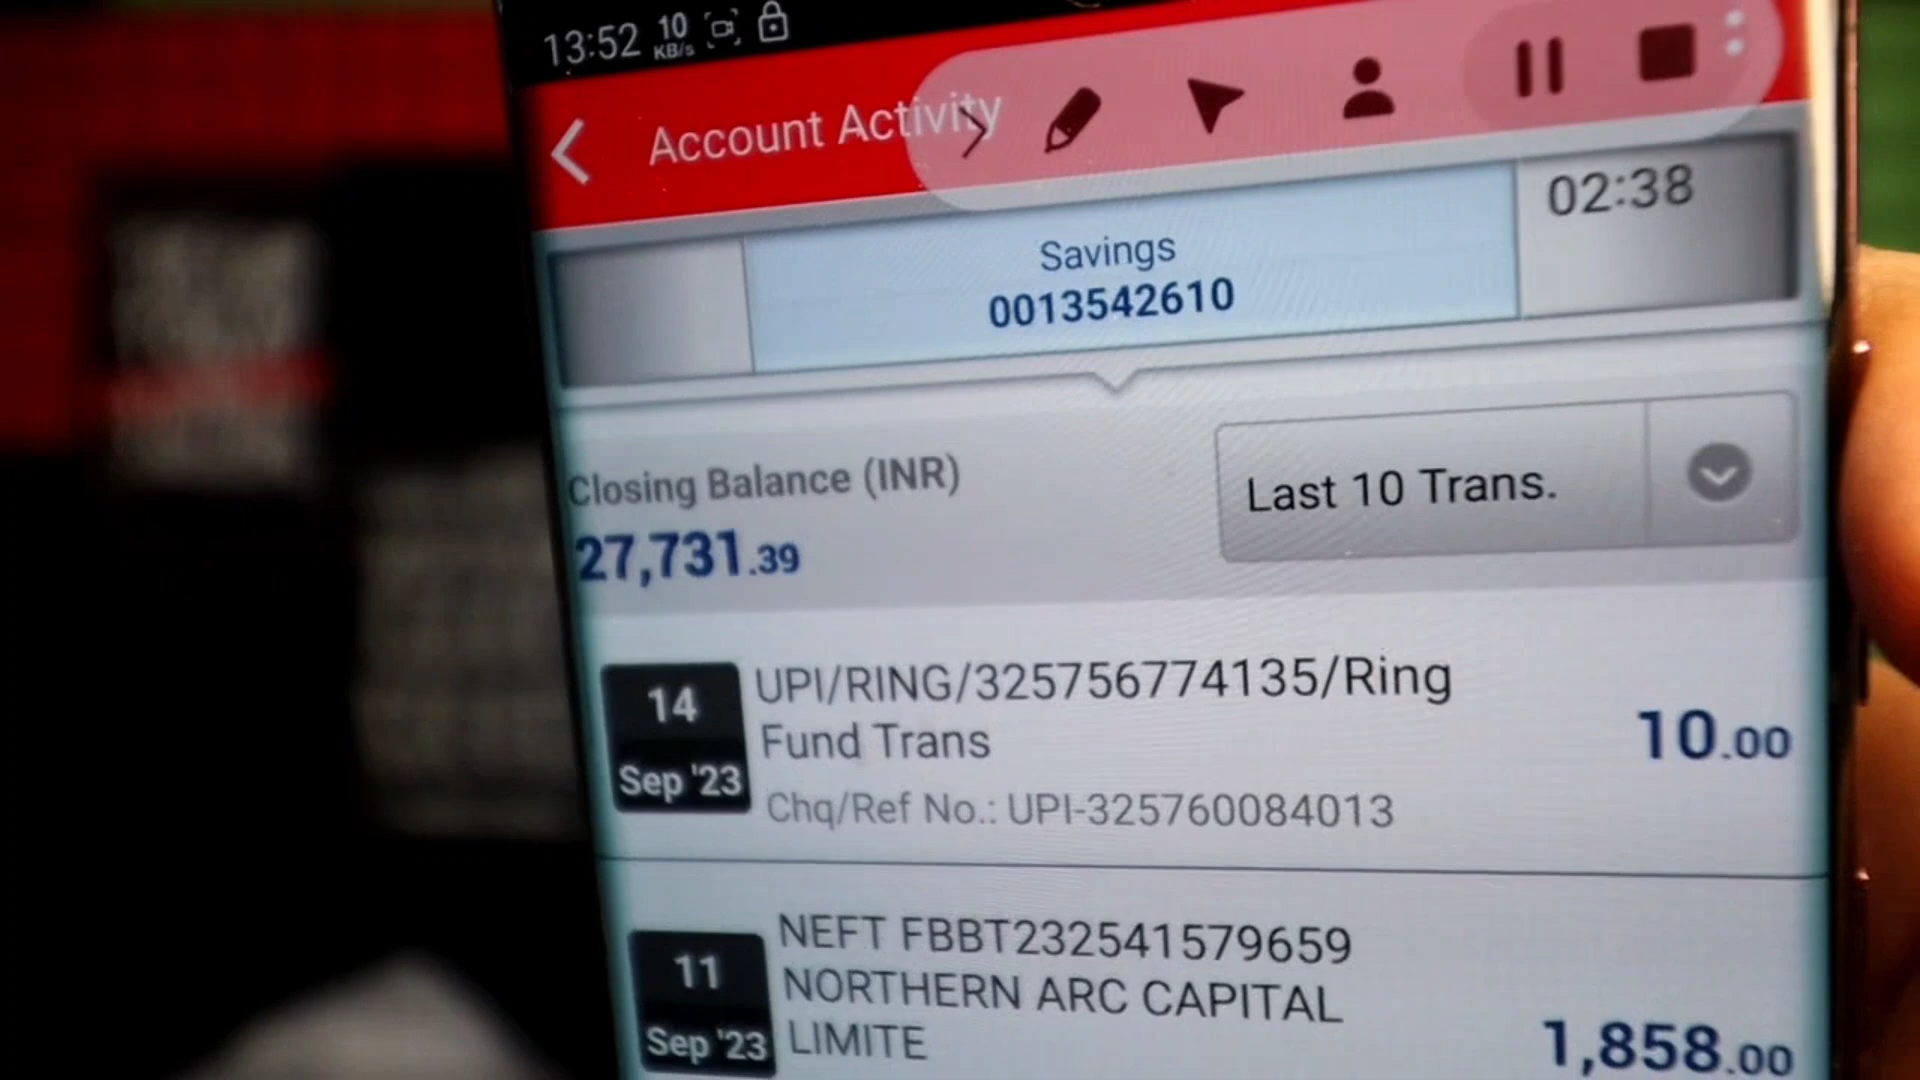 13:52 10 KB/s
Account Activity
02:38
Savings
0013542610
Closing Balance (INR)
Last 10 Trans.
27,731.39
14 Sep '23
UPI/RING/325756774135/Ring
Fund Trans
10.00
Chq/Ref No.: UPI-325760084013
11 Sep '23
NEFT FBBT232541579659
NORTHERN ARC CAPITAL
LIMITE
1,858.00